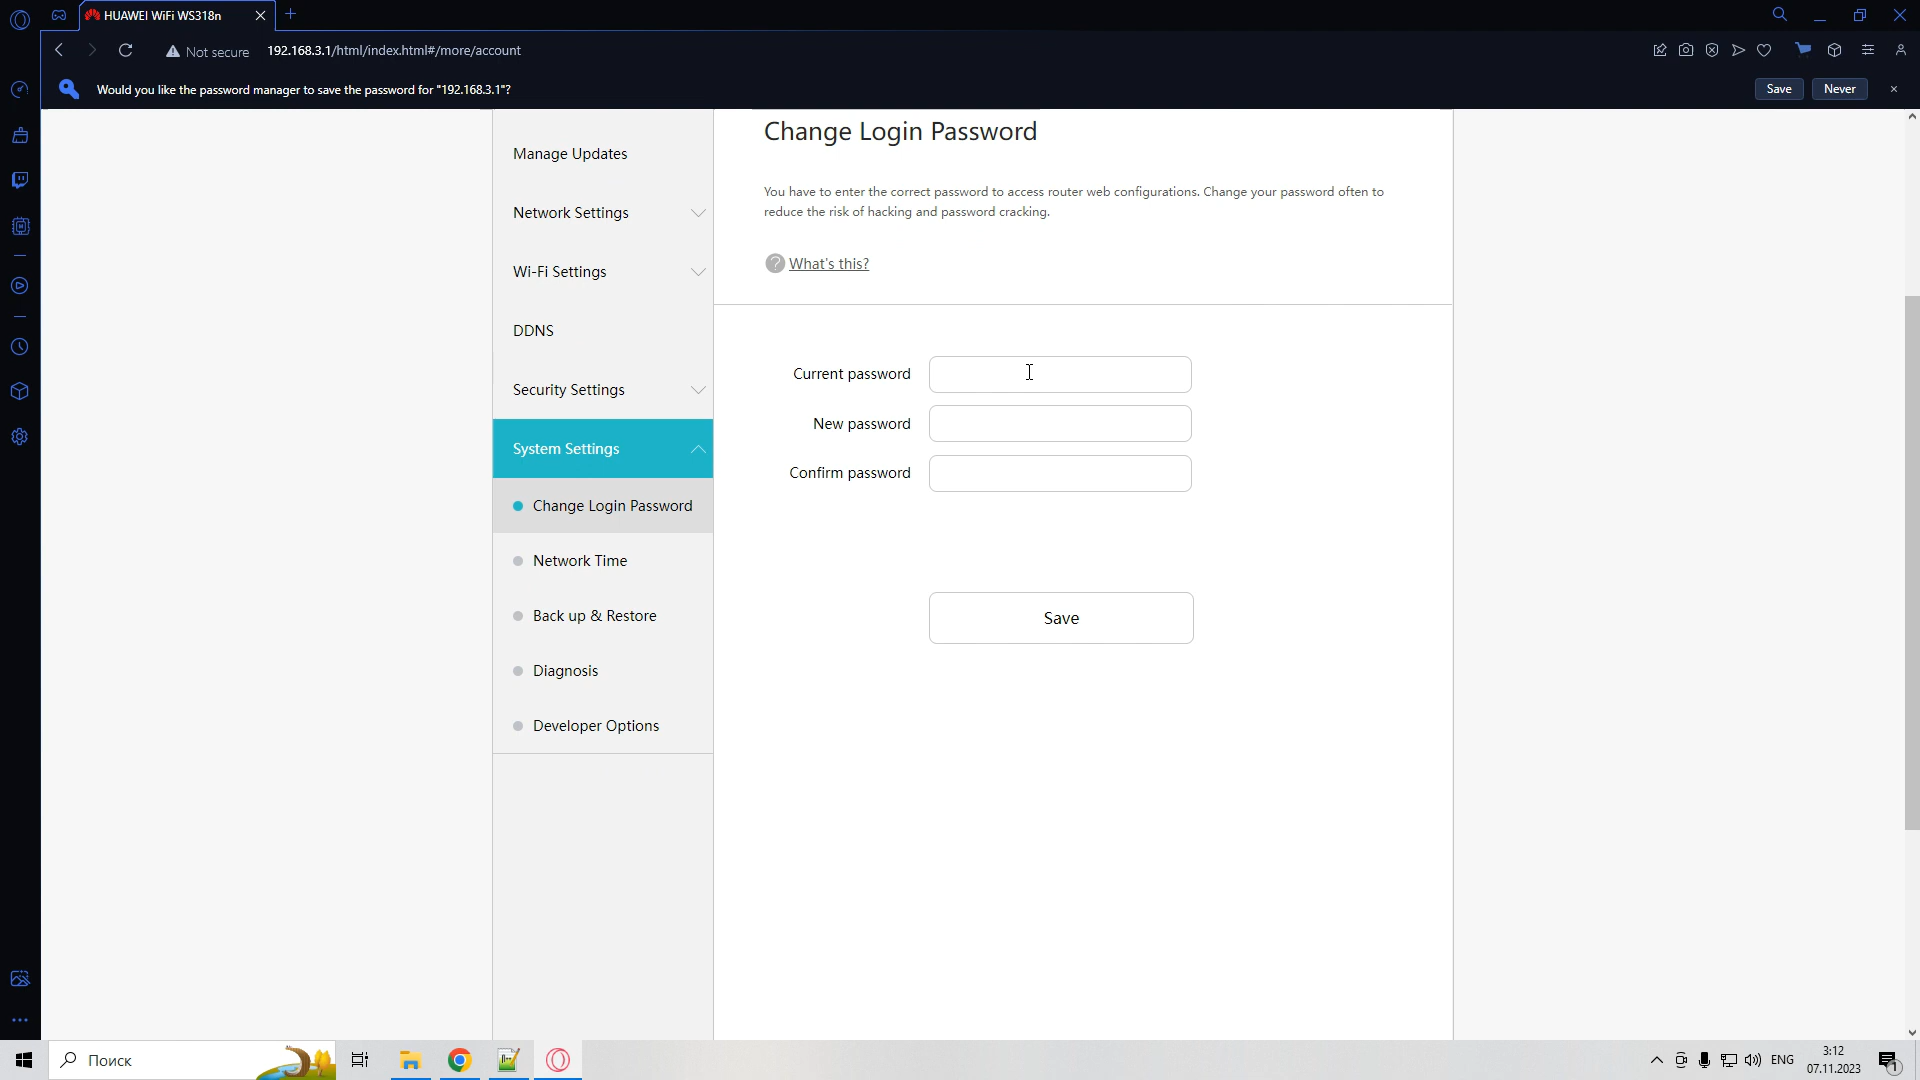 HUAWEI WiFi WS318n
Not secure 192.168.3.1/html/index.html#/more/account
Would you like the password manager to save the password for "192.168.3.1"?
Save
Never
Change Login Password
Manage Updates
You have to enter the correct password to access router web configurations. Change your password often to
reduce the risk of hacking and password cracking.
Network Settings
? What's this?
Wi-Fi Settings
DDNS
Current password
Security Settings
New password
System Settings
Confirm password
Change Login Password
Network Time
Back up & Restore
Save
Diagnosis
Developer Options
Поиск
ENG
3:12
07.11.2023
1